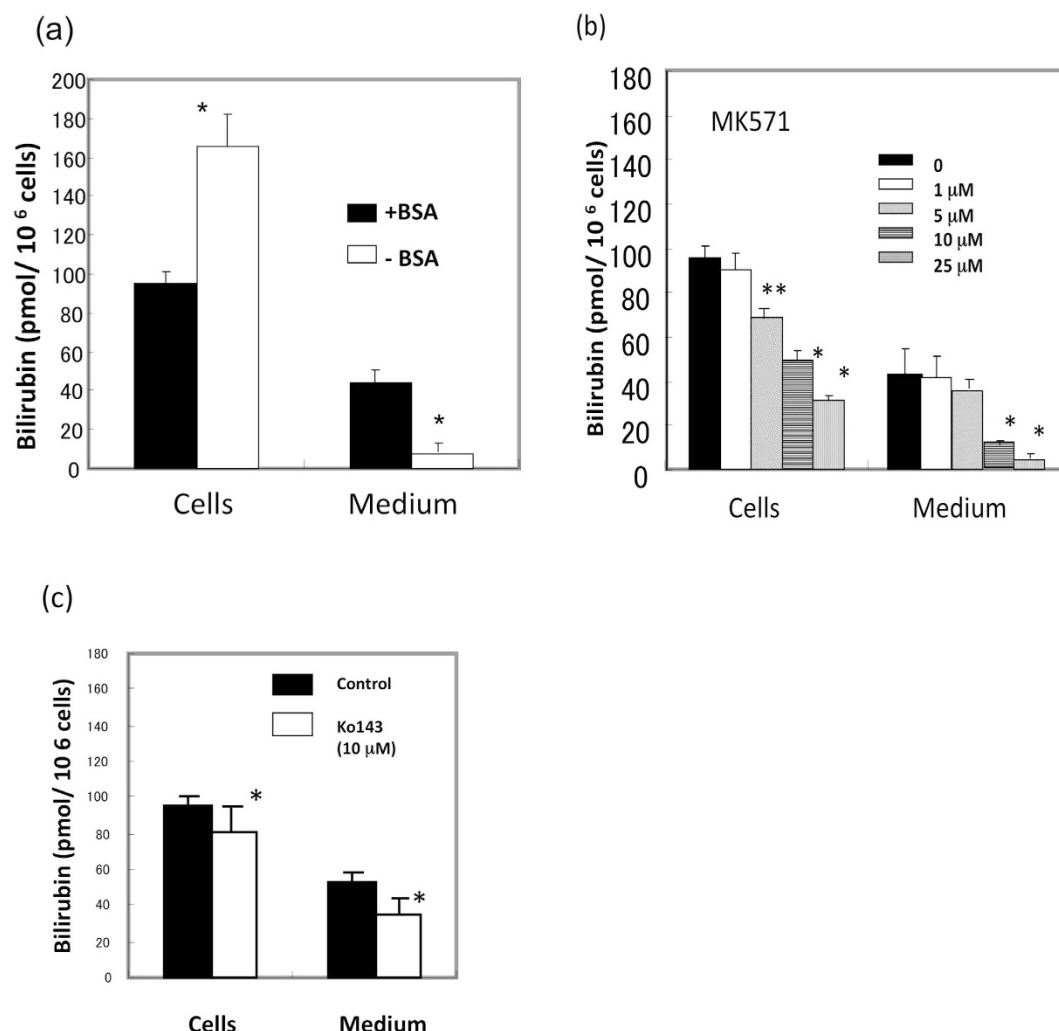 (a)
Bilirubin (pmol/ 10 6 cells)
200
180
160
140
120
100
80
60
40
20
0
*
*
+BSA
- BSA
Cells Medium
(b)
Bilirubin (pmol/ 10 6 cells)
180
160
140
120
100
80
60
40
20
0
MK571
0
1 μM
5 μM
10 μM
25 μM
**
*
*
*
*
Cells Medium
(c)
Bilirubin (pmol/ 10 6 cells)
180
160
140
120
100
80
60
40
20
0
Control
Ko143
(10 μM)
*
*
Cells Medium